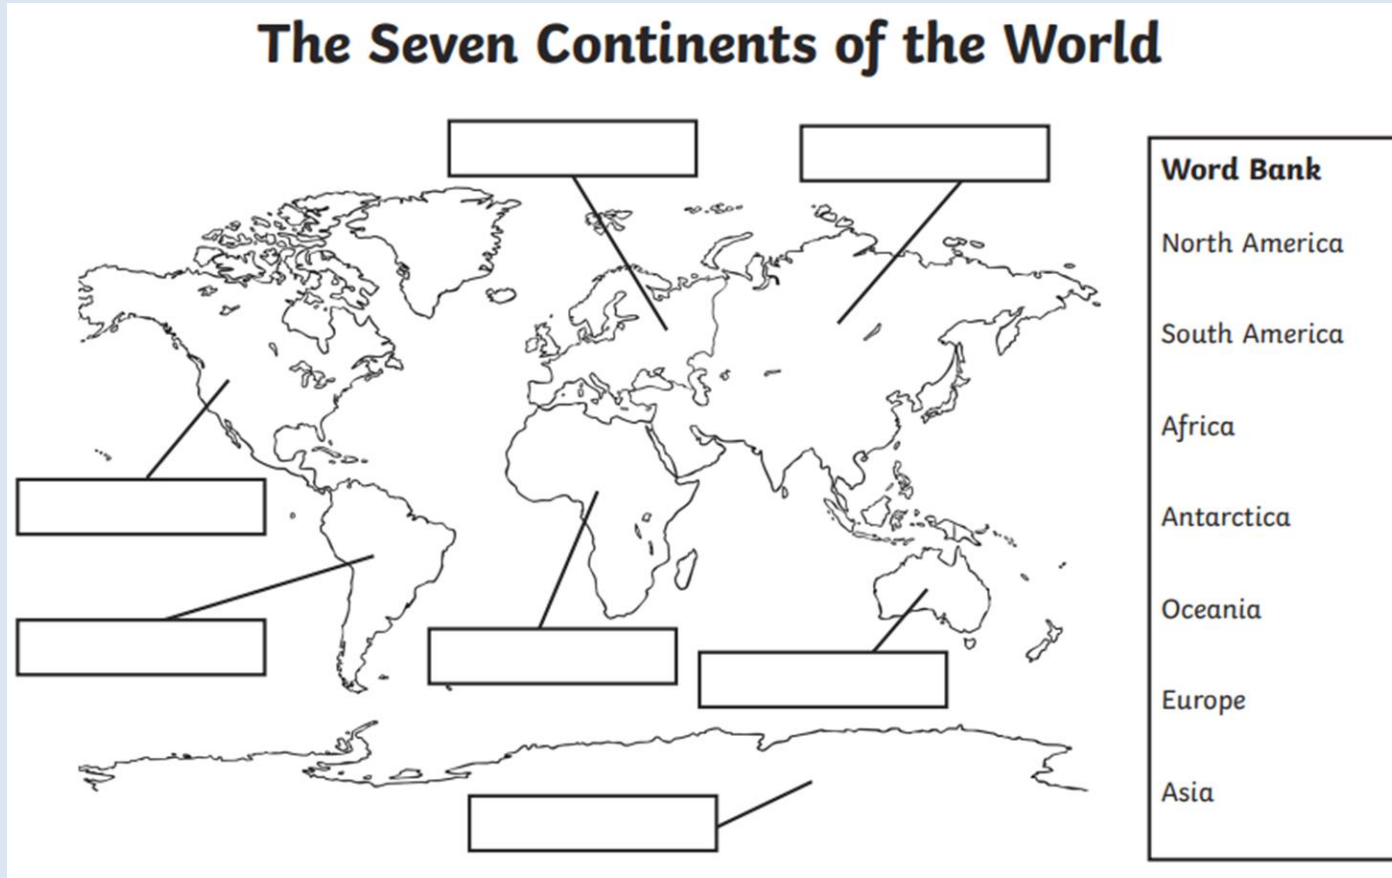 The Seven Continents of the World
Word Bank
North America
South America
Africa
Antarctica
Oceania
Europe
Asia